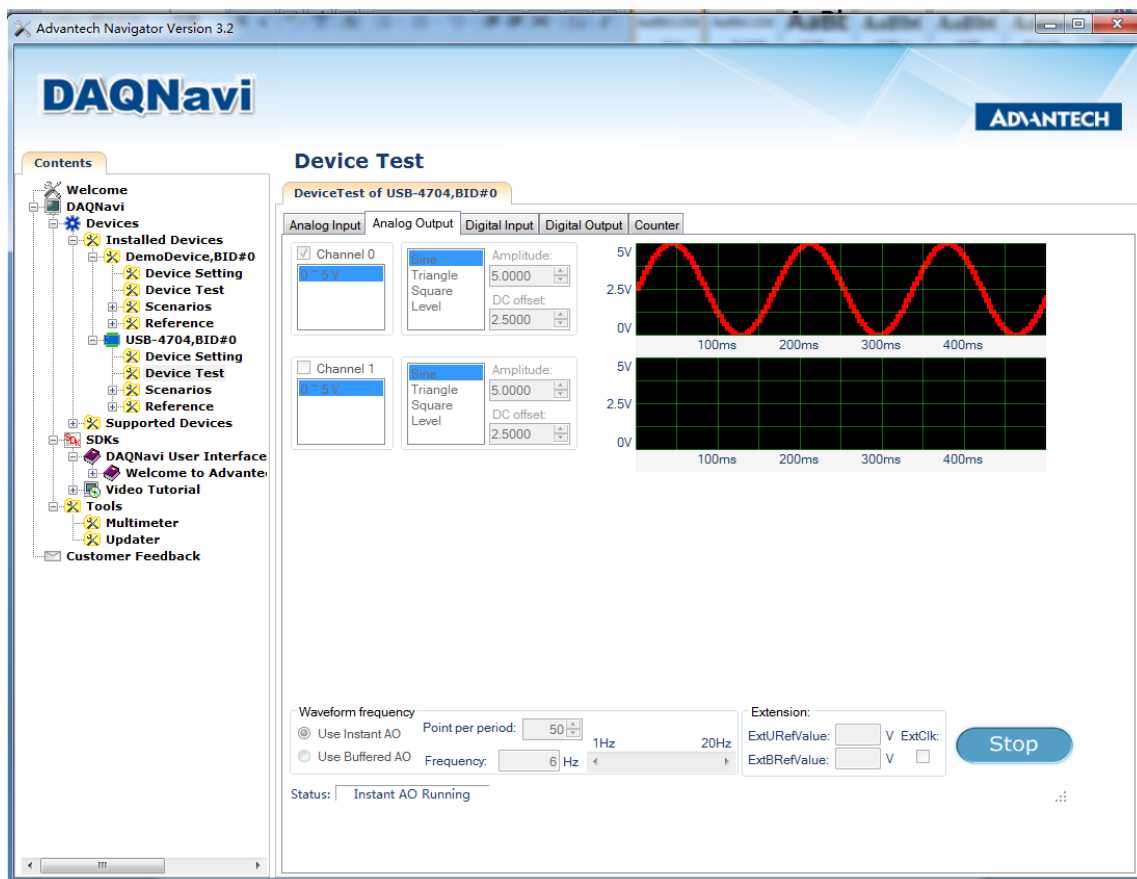 Advantech Navigator Version 3.2
DAQNavi
ADVANTECH
Contents
Welcome
DAQNavi
Devices
Installed Devices
DemoDevice,BID#0
Device Setting
Device Test
Scenarios
Reference
USB-4704,BID#0
Device Setting
Device Test
Scenarios
Reference
Supported Devices
SDKs
DAQNavi User Interface
Welcome to Advante
Video Tutorial
Tools
Multimeter
Updater
Customer Feedback
Device Test
DeviceTest of USB-4704,BID#0
Analog Input Analog Output Digital Input Digital Output Counter
Channel 0
0 ~ 5 V
Sine
Triangle
Square
Level
Amplitude:
5.0000
DC offset:
2.5000
5V
2.5V
0V
100ms 200ms 300ms 400ms
Channel 1
0 ~ 5 V
Sine
Triangle
Square
Level
Amplitude:
5.0000
DC offset:
2.5000
5V
2.5V
0V
100ms 200ms 300ms 400ms
Waveform frequency
Use Instant AO
Use Buffered AO
Point per period: 50
Frequency: 6 Hz
1Hz 20Hz
Extension:
ExtURefValue: V ExtClk:
ExtBRefValue: V
Stop
Status: Instant AO Running